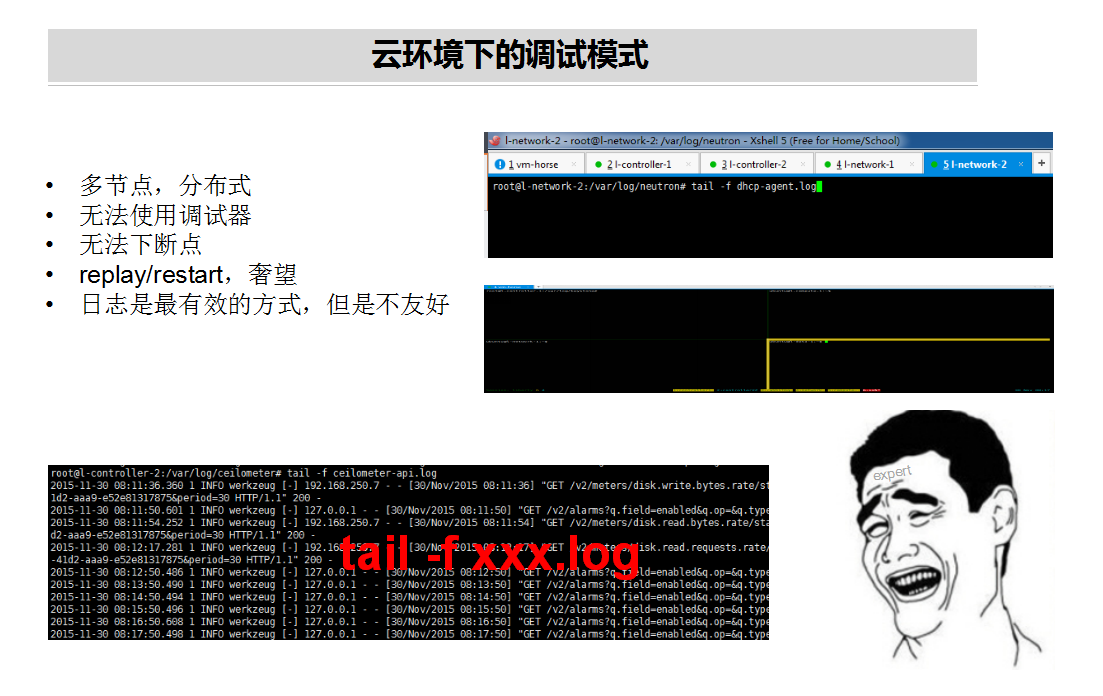 云环境下的调试模式
多节点，分布式
无法使用调试器
无法下断点
replay/restart，奢望
日志是最有效的方式，但是不友好
l-network-2 - root@l-network-2: /var/log/neutron - Xshell 5 (Free for Home/School)
1 vm-horse × 2 l-controller-1 × 3 l-controller-2 × 4 l-network-1 × 5 l-network-2 × +
root@l-network-2:/var/log/neutron# tail -f dhcp-agent.log
expert
root@l-controller-2:/var/log/ceilometer# tail -f ceilometer-api.log
2015-11-30 08:11:36.360 1 INFO werkzeug [-] 192.168.250.7 - - [30/Nov/2015 08:11:36] "GET /v2/meters/disk.write.bytes.rate/st
1d2-aaa9-e52e81317875&period=30 HTTP/1.1" 200 -
2015-11-30 08:11:50.601 1 INFO werkzeug [-] 127.0.0.1 - - [30/Nov/2015 08:11:50] "GET /v2/alarms?q.field=enabled&q.op=&q.type
2015-11-30 08:11:54.252 1 INFO werkzeug [-] 192.168.250.7 - - [30/Nov/2015 08:11:54] "GET /v2/meters/disk.read.bytes.rate/sta
d2-aaa9-e52e81317875&period=30 HTTP/1.1" 200 -
2015-11-30 08:12:17.281 1 INFO werkzeug [-] 192.168.250.7 - - [30/Nov/2015 08:12:17] "GET /v2/meters/disk.read.requests.rate/
-41d2-aaa9-e52e81317875&period=30 HTTP/1.1" 200 -
tail -f xxx.log
2015-11-30 08:12:50.486 1 INFO werkzeug [-] 127.0.0.1 - - [30/Nov/2015 08:12:50] "GET /v2/alarms?q.field=enabled&q.op=&q.type
2015-11-30 08:13:50.490 1 INFO werkzeug [-] 127.0.0.1 - - [30/Nov/2015 08:13:50] "GET /v2/alarms?q.field=enabled&q.op=&q.type
2015-11-30 08:14:50.494 1 INFO werkzeug [-] 127.0.0.1 - - [30/Nov/2015 08:14:50] "GET /v2/alarms?q.field=enabled&q.op=&q.type
2015-11-30 08:15:50.496 1 INFO werkzeug [-] 127.0.0.1 - - [30/Nov/2015 08:15:50] "GET /v2/alarms?q.field=enabled&q.op=&q.type
2015-11-30 08:16:50.608 1 INFO werkzeug [-] 127.0.0.1 - - [30/Nov/2015 08:16:50] "GET /v2/alarms?q.field=enabled&q.op=&q.type
2015-11-30 08:17:50.498 1 INFO werkzeug [-] 127.0.0.1 - - [30/Nov/2015 08:17:50] "GET /v2/alarms?q.field=enabled&q.op=&q.type